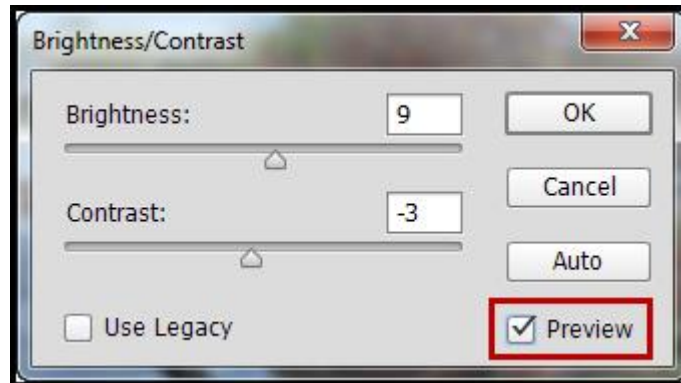 Brightness/Contrast
Brightness: 9
OK
Cancel
Contrast: -3
Auto
Use Legacy
Preview